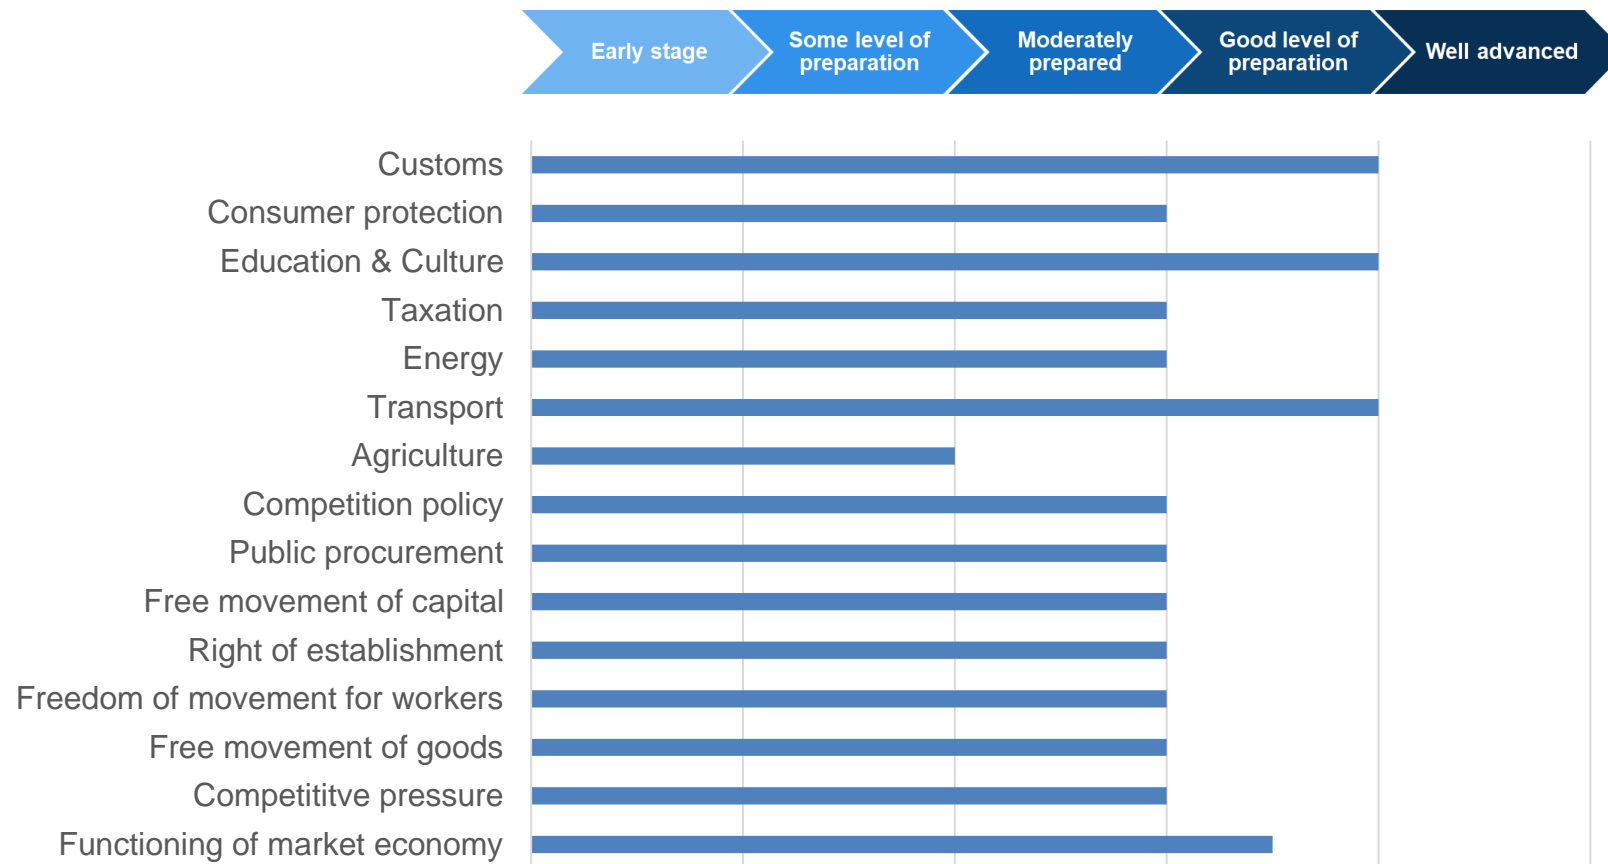 Early stage
Some level of
preparation
Moderately
prepared
Good level of
preparation
Well advanced
Customs
Consumer protection
Education & Culture
Taxation
Energy
Transport
Agriculture
Competition policy
Public procurement
Free movement of capital
Right of establishment
Freedom of movement for workers
Free movement of goods
Competititve pressure
Functioning of market economy